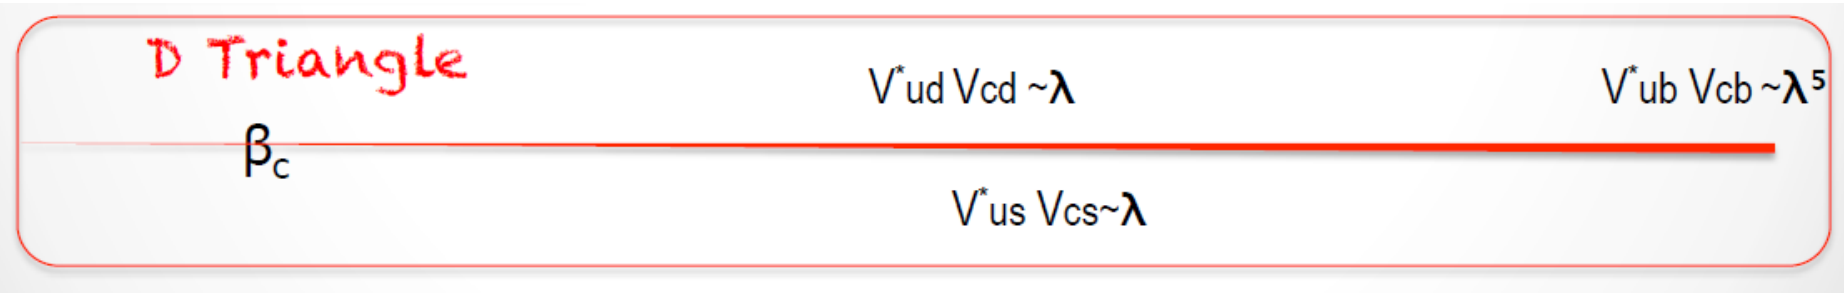 D Triangle
V*ud Vcd ~λ
V*ub Vcb ~λ⁵
βc
V*us Vcs~λ